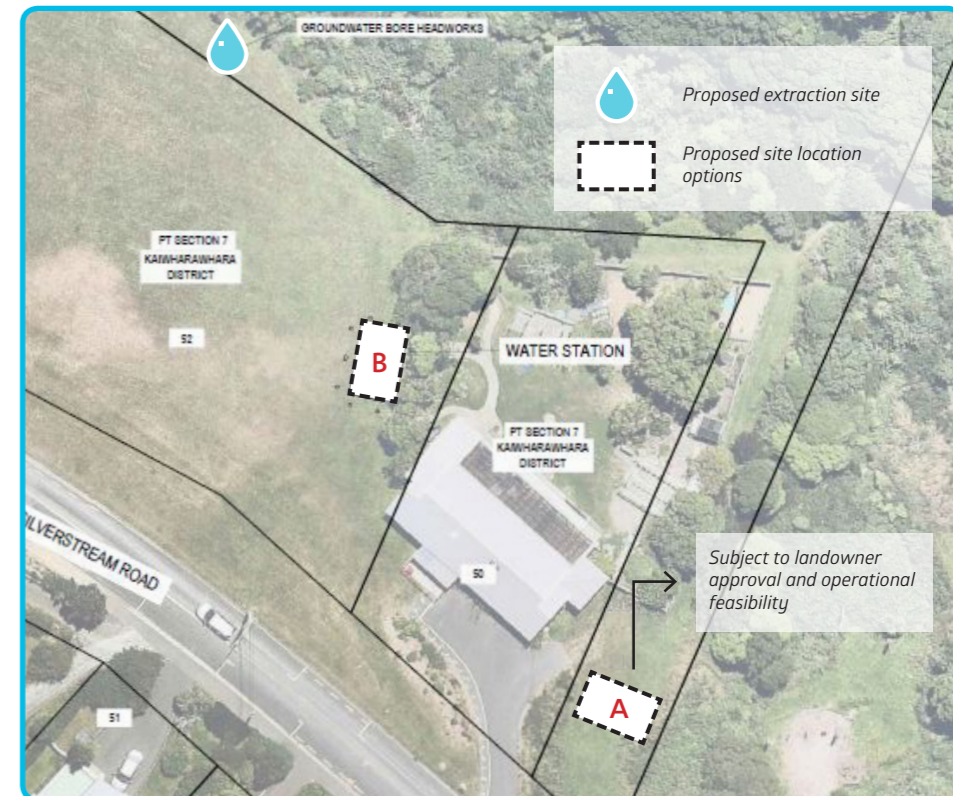 GROUNDWATER BORE HEADWORKS
Proposed extraction site
Proposed site location
options
PT SECTION 7
KAIWHARAWHARA
DISTRICT
52
B
WATER STATION
PT SECTION 7
KAIWHARAWHARA
DISTRICT
ILVERSTREAM ROAD
50
Subject to landowner
approval and operational
feasibility
A
51